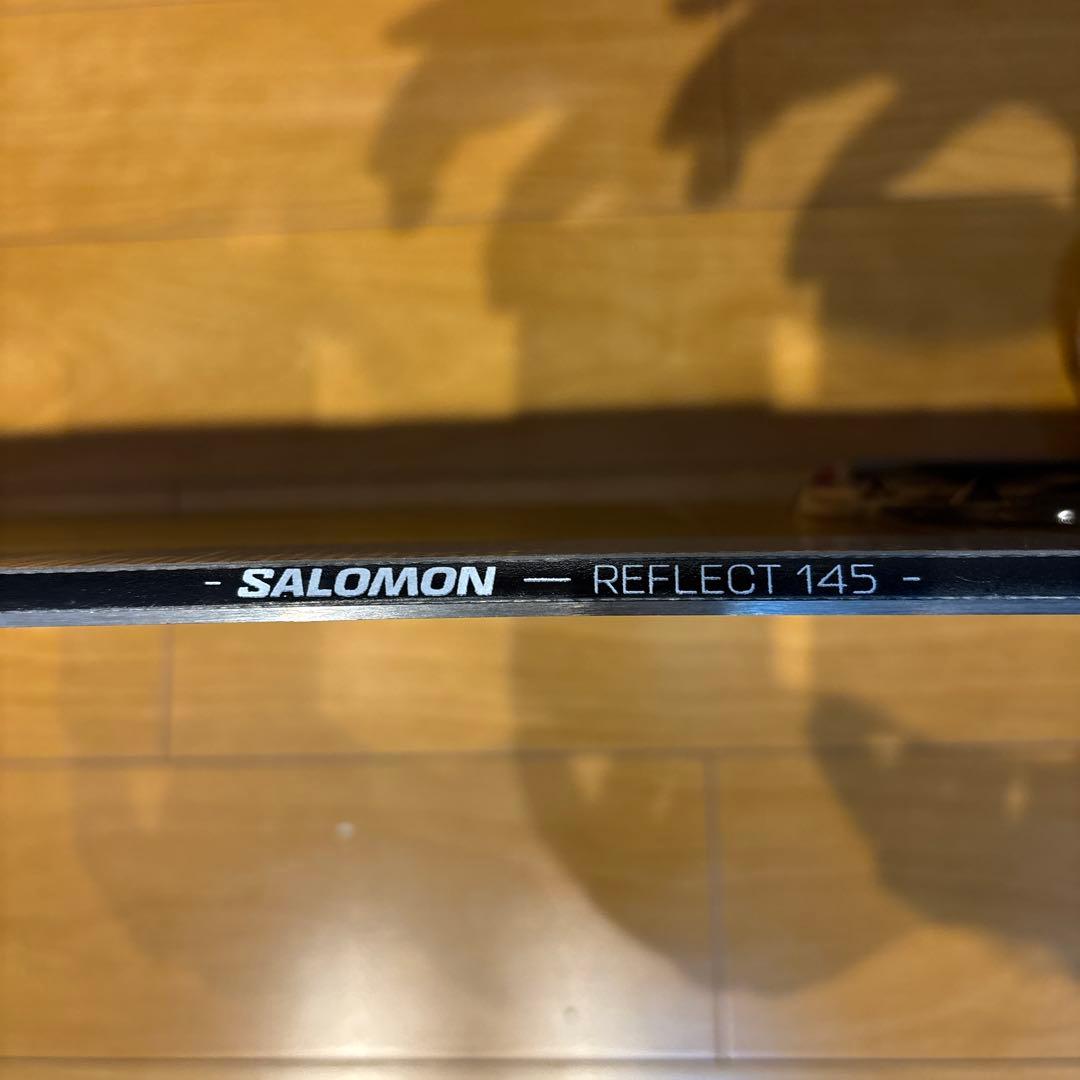 - SALOMON — REFLECT 145 -